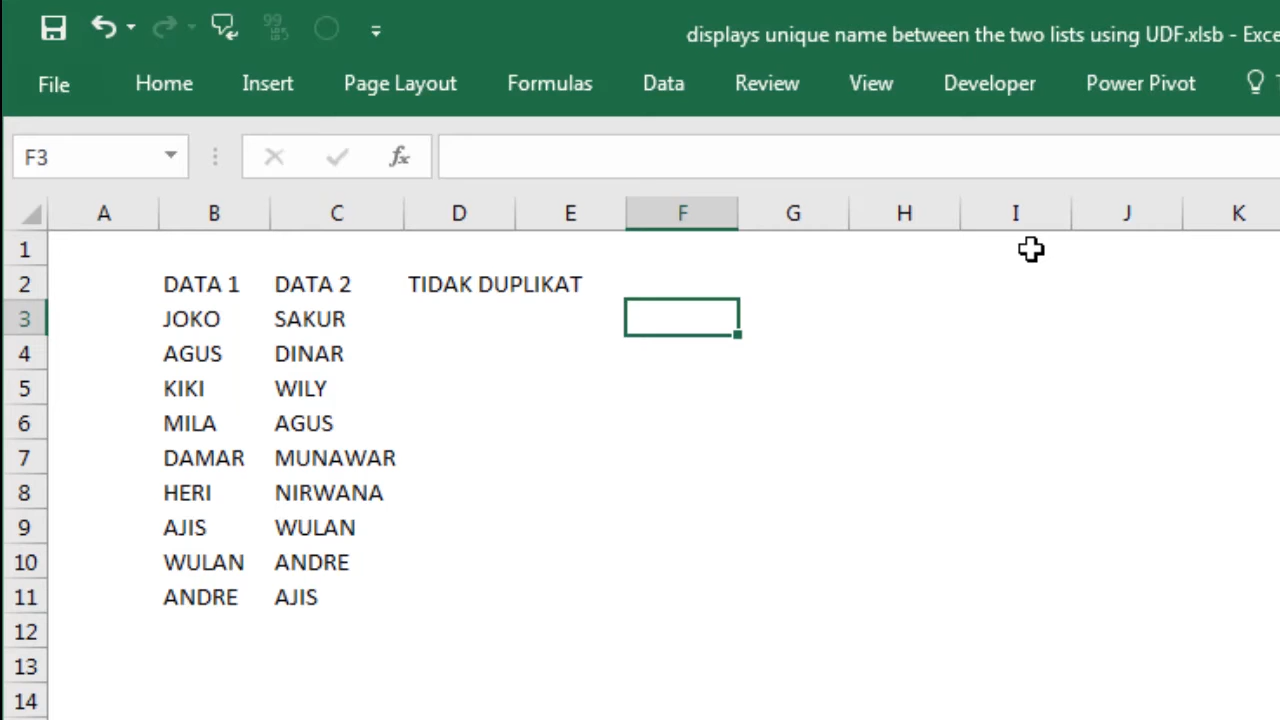 99
displays unique name between the two lists using UDF.xlsb - Exce
File Home Insert Page Layout Formulas Data Review View Developer Power Pivot
F3 fx
A B C D E F G H I J K
1
2 DATA 1 DATA 2 TIDAK DUPLIKAT
3 JOKO SAKUR
4 AGUS DINAR
5 KIKI WILY
6 MILA AGUS
7 DAMAR MUNAWAR
8 HERI NIRWANA
9 AJIS WULAN
10 WULAN ANDRE
11 ANDRE AJIS
12
13
14